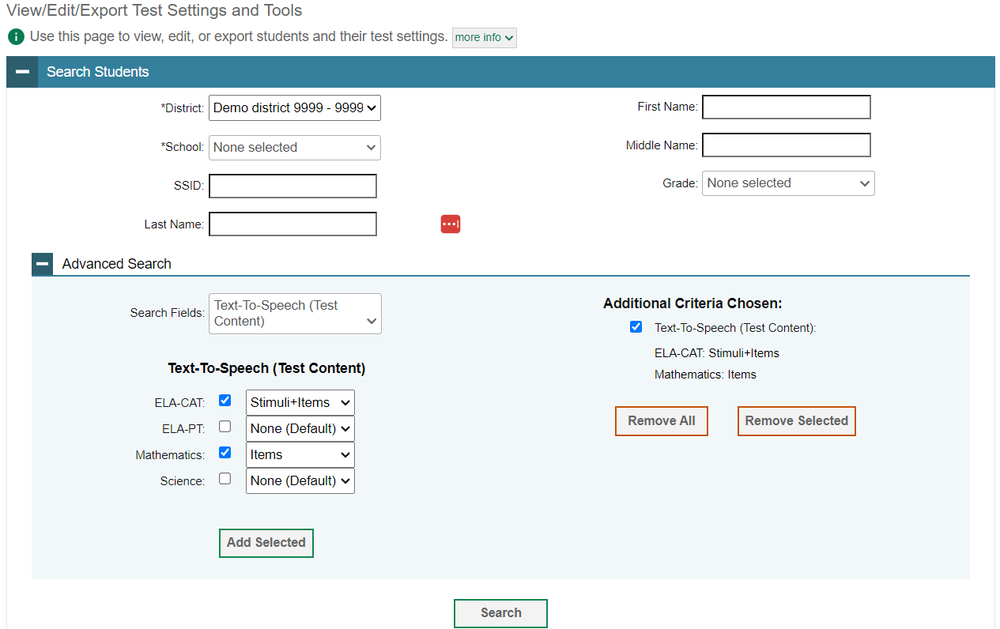 View/Edit/Export Test Settings and Tools
Use this page to view, edit, or export students and their test settings. more info
Search Students
*District: Demo district 9999 - 9999
First Name:
*School: None selected
Middle Name:
SSID:
Grade: None selected
Last Name:
Advanced Search
Search Fields: Text-To-Speech (Test
Content)
Additional Criteria Chosen:
Text-To-Speech (Test Content):
ELA-CAT: Stimuli+Items
Mathematics: Items
Text-To-Speech (Test Content)
ELA-CAT: Stimuli+Items
ELA-PT: None (Default)
Mathematics: Items
Science: None (Default)
Remove All
Remove Selected
Add Selected
Search